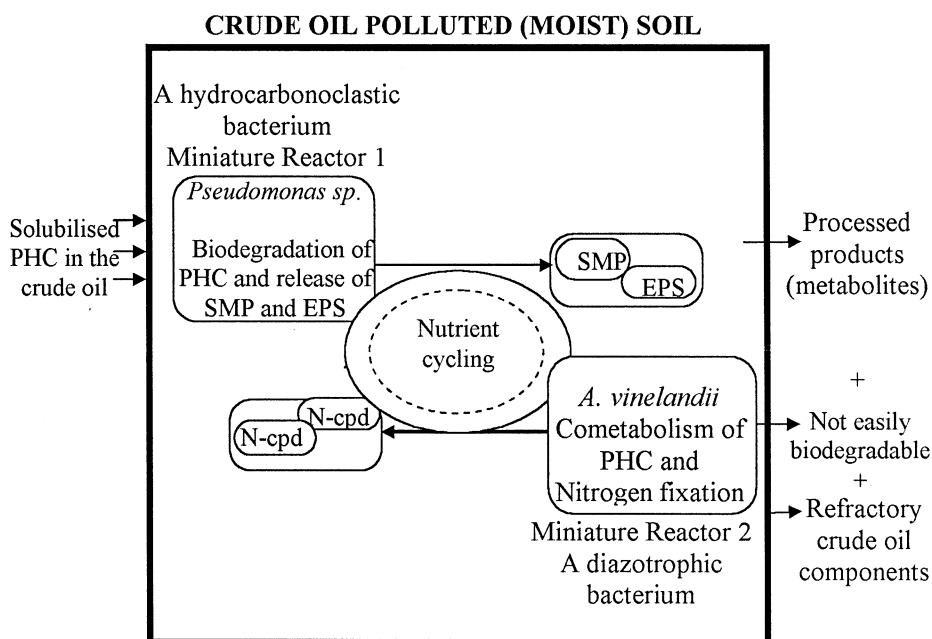 CRUDE OIL POLLUTED (MOIST) SOIL
A hydrocarbonoclastic
bacterium
Miniature Reactor 1
Pseudomonas sp.
Biodegradation of
PHC and release of
SMP and EPS
Solubilised
PHC in the
crude oil
SMP
EPS
Processed
products
(metabolites)
Nutrient
cycling
N-cpd
N-cpd
A. vinelandii
Cometabolism of
PHC and
Nitrogen fixation
Miniature Reactor 2
A diazotrophic
bacterium
+
Not easily
biodegradable
+
Refractory
crude oil
components